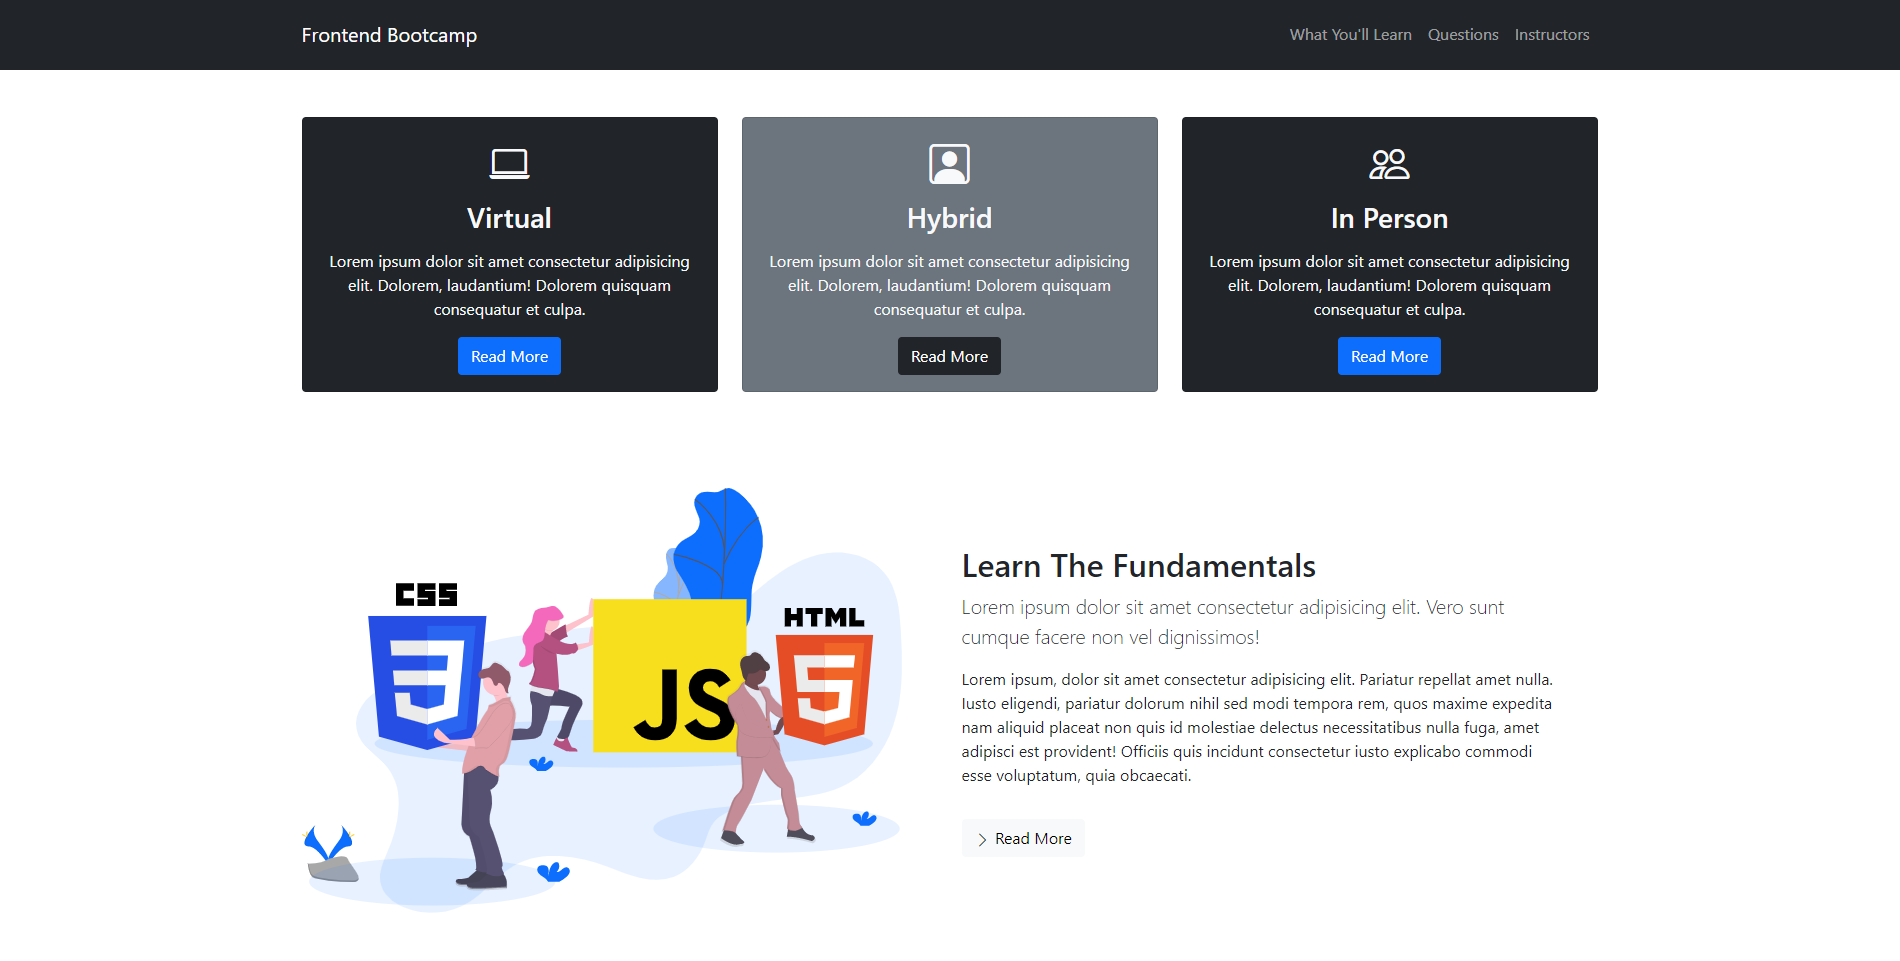 Frontend Bootcamp
What You'll Learn
Questions
Instructors
Virtual
Lorem ipsum dolor sit amet consectetur adipisicing
elit. Dolorem, laudantium! Dolorem quisquam
consequatur et culpa.
Read More
Hybrid
Lorem ipsum dolor sit amet consectetur adipisicing
elit. Dolorem, laudantium! Dolorem quisquam
consequatur et culpa.
Read More
In Person
Lorem ipsum dolor sit amet consectetur adipisicing
elit. Dolorem, laudantium! Dolorem quisquam
consequatur et culpa.
Read More
CSS
3
JS
HTML
5
Learn The Fundamentals
Lorem ipsum dolor sit amet consectetur adipisicing elit. Vero sunt
cumque facere non vel dignissimos!
Lorem ipsum, dolor sit amet consectetur adipisicing elit. Pariatur repellat amet nulla.
Iusto eligendi, pariatur dolorum nihil sed modi tempora rem, quos maxime expedita
nam aliquid placeat non quis id molestiae delectus necessitatibus nulla fuga, amet
adipisci est provident! Officiis quis incidunt consectetur iusto explicabo commodi
esse voluptatum, quia obcaecati.
Read More